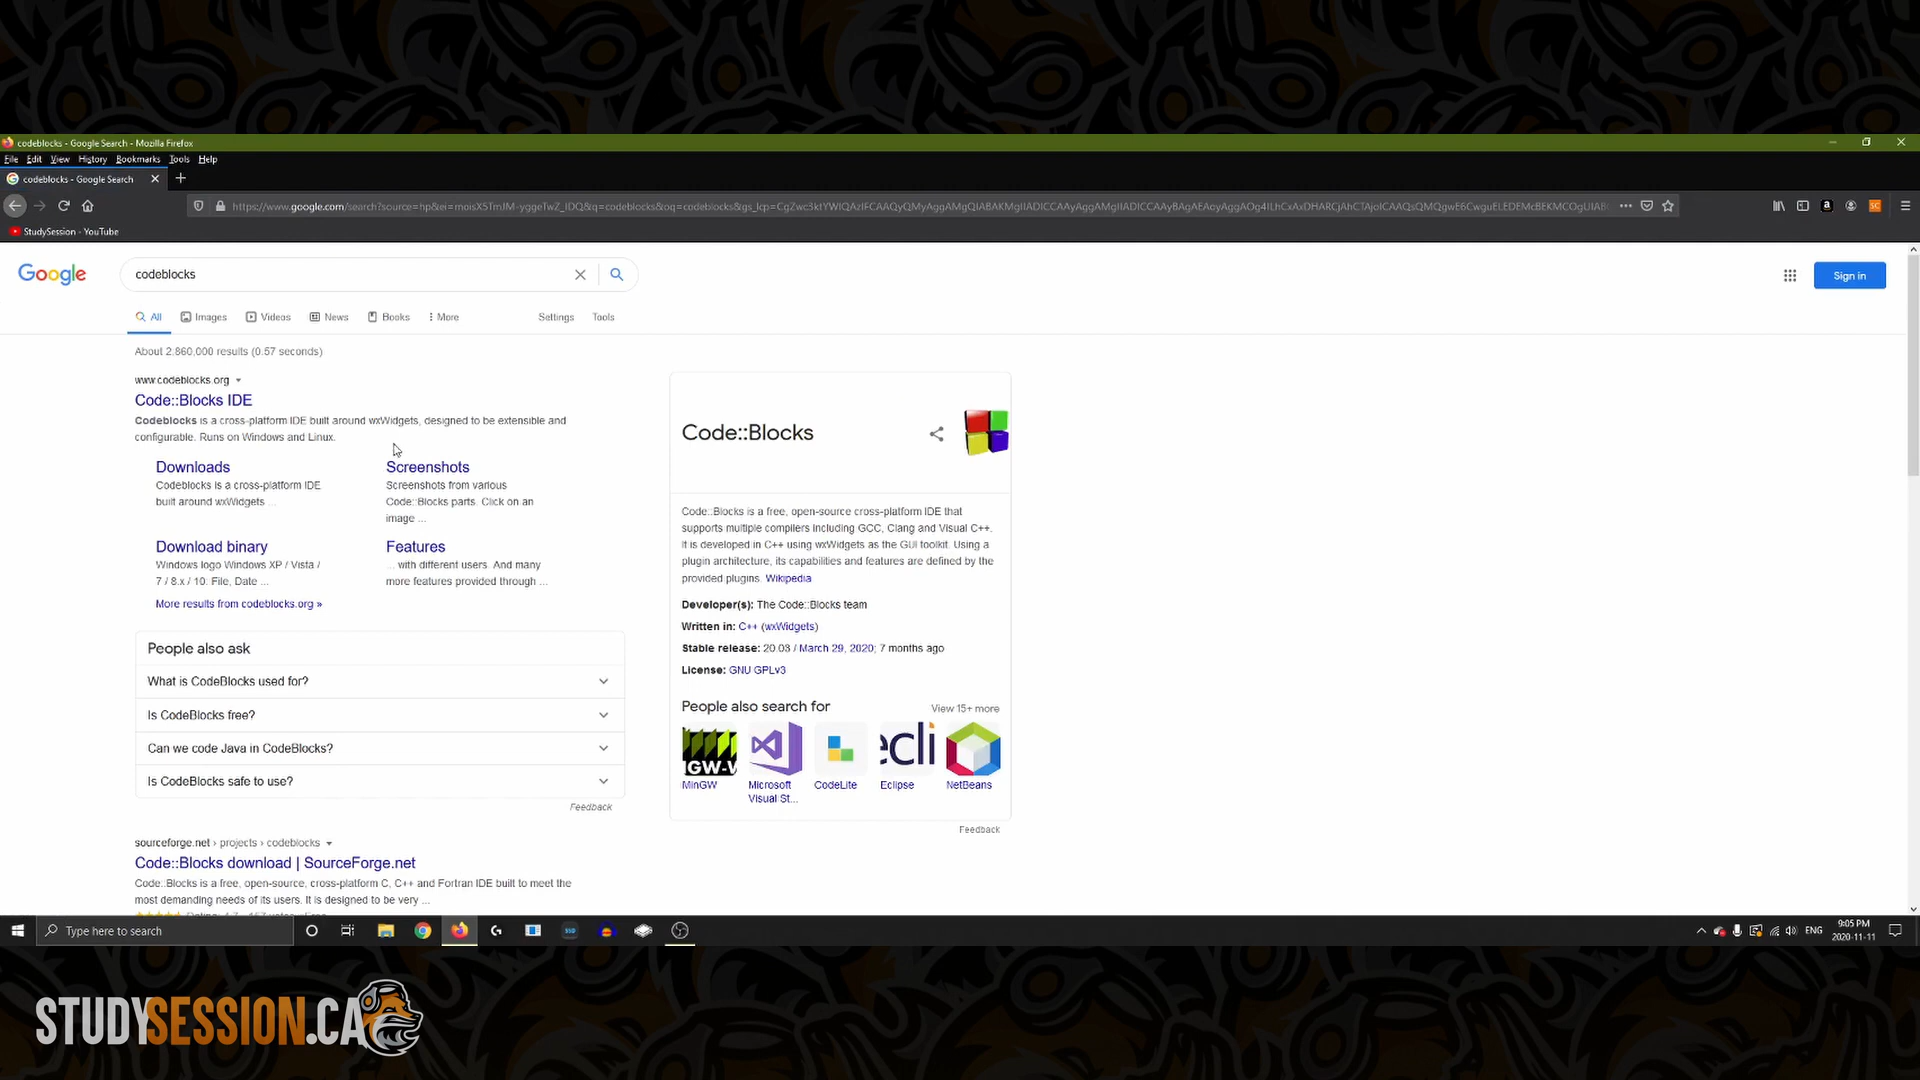 codeblocks - Google Search - Mozilla Firefox
File Edit View History Bookmarks Tools Help
codeblocks - Google Search
StudySession - YouTube
Google
codeblocks
Sign in
All Images Videos News Books More Settings Tools
About 2,860,000 results (0.57 seconds)
www.codeblocks.org
Code::Blocks IDE
Codeblocks is a cross-platform IDE built around wxWidgets, designed to be extensible and
configurable. Runs on Windows and Linux.
Downloads
Codeblocks is a cross-platform IDE
built around wxWidgets ...
Screenshots
Screenshots from various
Code::Blocks parts. Click on an
image ...
Download binary
Windows logo Windows XP / Vista /
7 / 8.x / 10. File, Date ...
Features
... with different users. And many
more features provided through ...
More results from codeblocks.org »
People also ask
What is CodeBlocks used for?
Is CodeBlocks free?
Can we code Java in CodeBlocks?
Is CodeBlocks safe to use?
Feedback
sourceforge.net › projects › codeblocks
Code::Blocks download | SourceForge.net
Code::Blocks is a free, open-source, cross-platform C, C++ and Fortran IDE built to meet the
most demanding needs of its users. It is designed to be very ...
Code::Blocks
Code::Blocks is a free, open-source cross-platform IDE that
supports multiple compilers including GCC, Clang and Visual C++.
It is developed in C++ using wxWidgets as the GUI toolkit. Using a
plugin architecture, its capabilities and features are defined by the
provided plugins. Wikipedia
Developer(s): The Code::Blocks team
Written in: C++ (wxWidgets)
Stable release: 20.03 / March 29, 2020; 7 months ago
License: GNU GPLv3
People also search for
View 15+ more
MinGW
Microsoft
Visual St...
CodeLite
Eclipse
NetBeans
Feedback
Type here to search
ENG
9:05 PM
2020-11-11
STUDYSESSION.CA